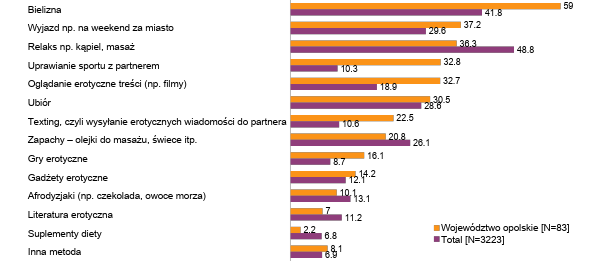 Bielizna 59
41.8
Wyjazd np. na weekend za miasto 37.2
29.6
Relaks np. kąpiel, masaż 36.3
48.8
Uprawianie sportu z partnerem 32.8
10.3
Oglądanie erotyczne treści (np. filmy) 32.7
18.9
Ubiór 30.5
28.6
Texting, czyli wysyłanie erotycznych wiadomości do partnera 22.5
10.6
Zapachy – olejki do masażu, świece itp. 20.8
26.1
Gry erotyczne 16.1
8.7
Gadżety erotyczne 14.2
12.1
Afrodyzjaki (np. czekolada, owoce morza) 10.1
13.1
Literatura erotyczna 7
11.2
Suplementy diety 2.2
6.8
Inna metoda 8.1
6.9
Województwo opolskie [N=83]
Total [N=3223]